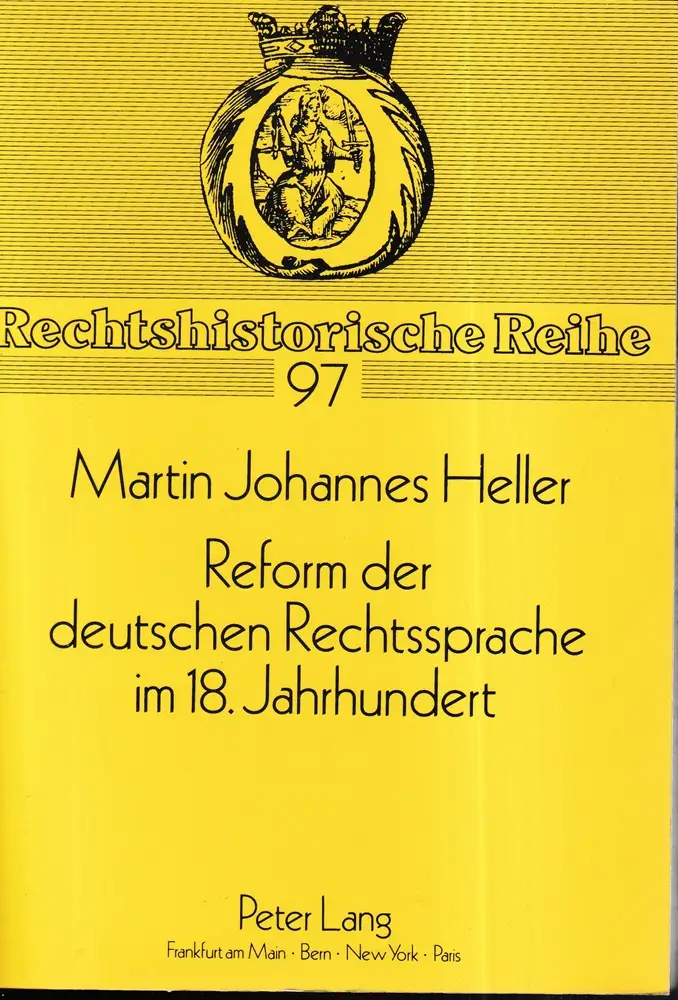 Rechtshistorische Reihe
97
Martin Johannes Heller
Reform der
deutschen Rechtssprache
im 18. Jahrhundert
Peter Lang
Frankfurt am Main · Bern · New York · Paris